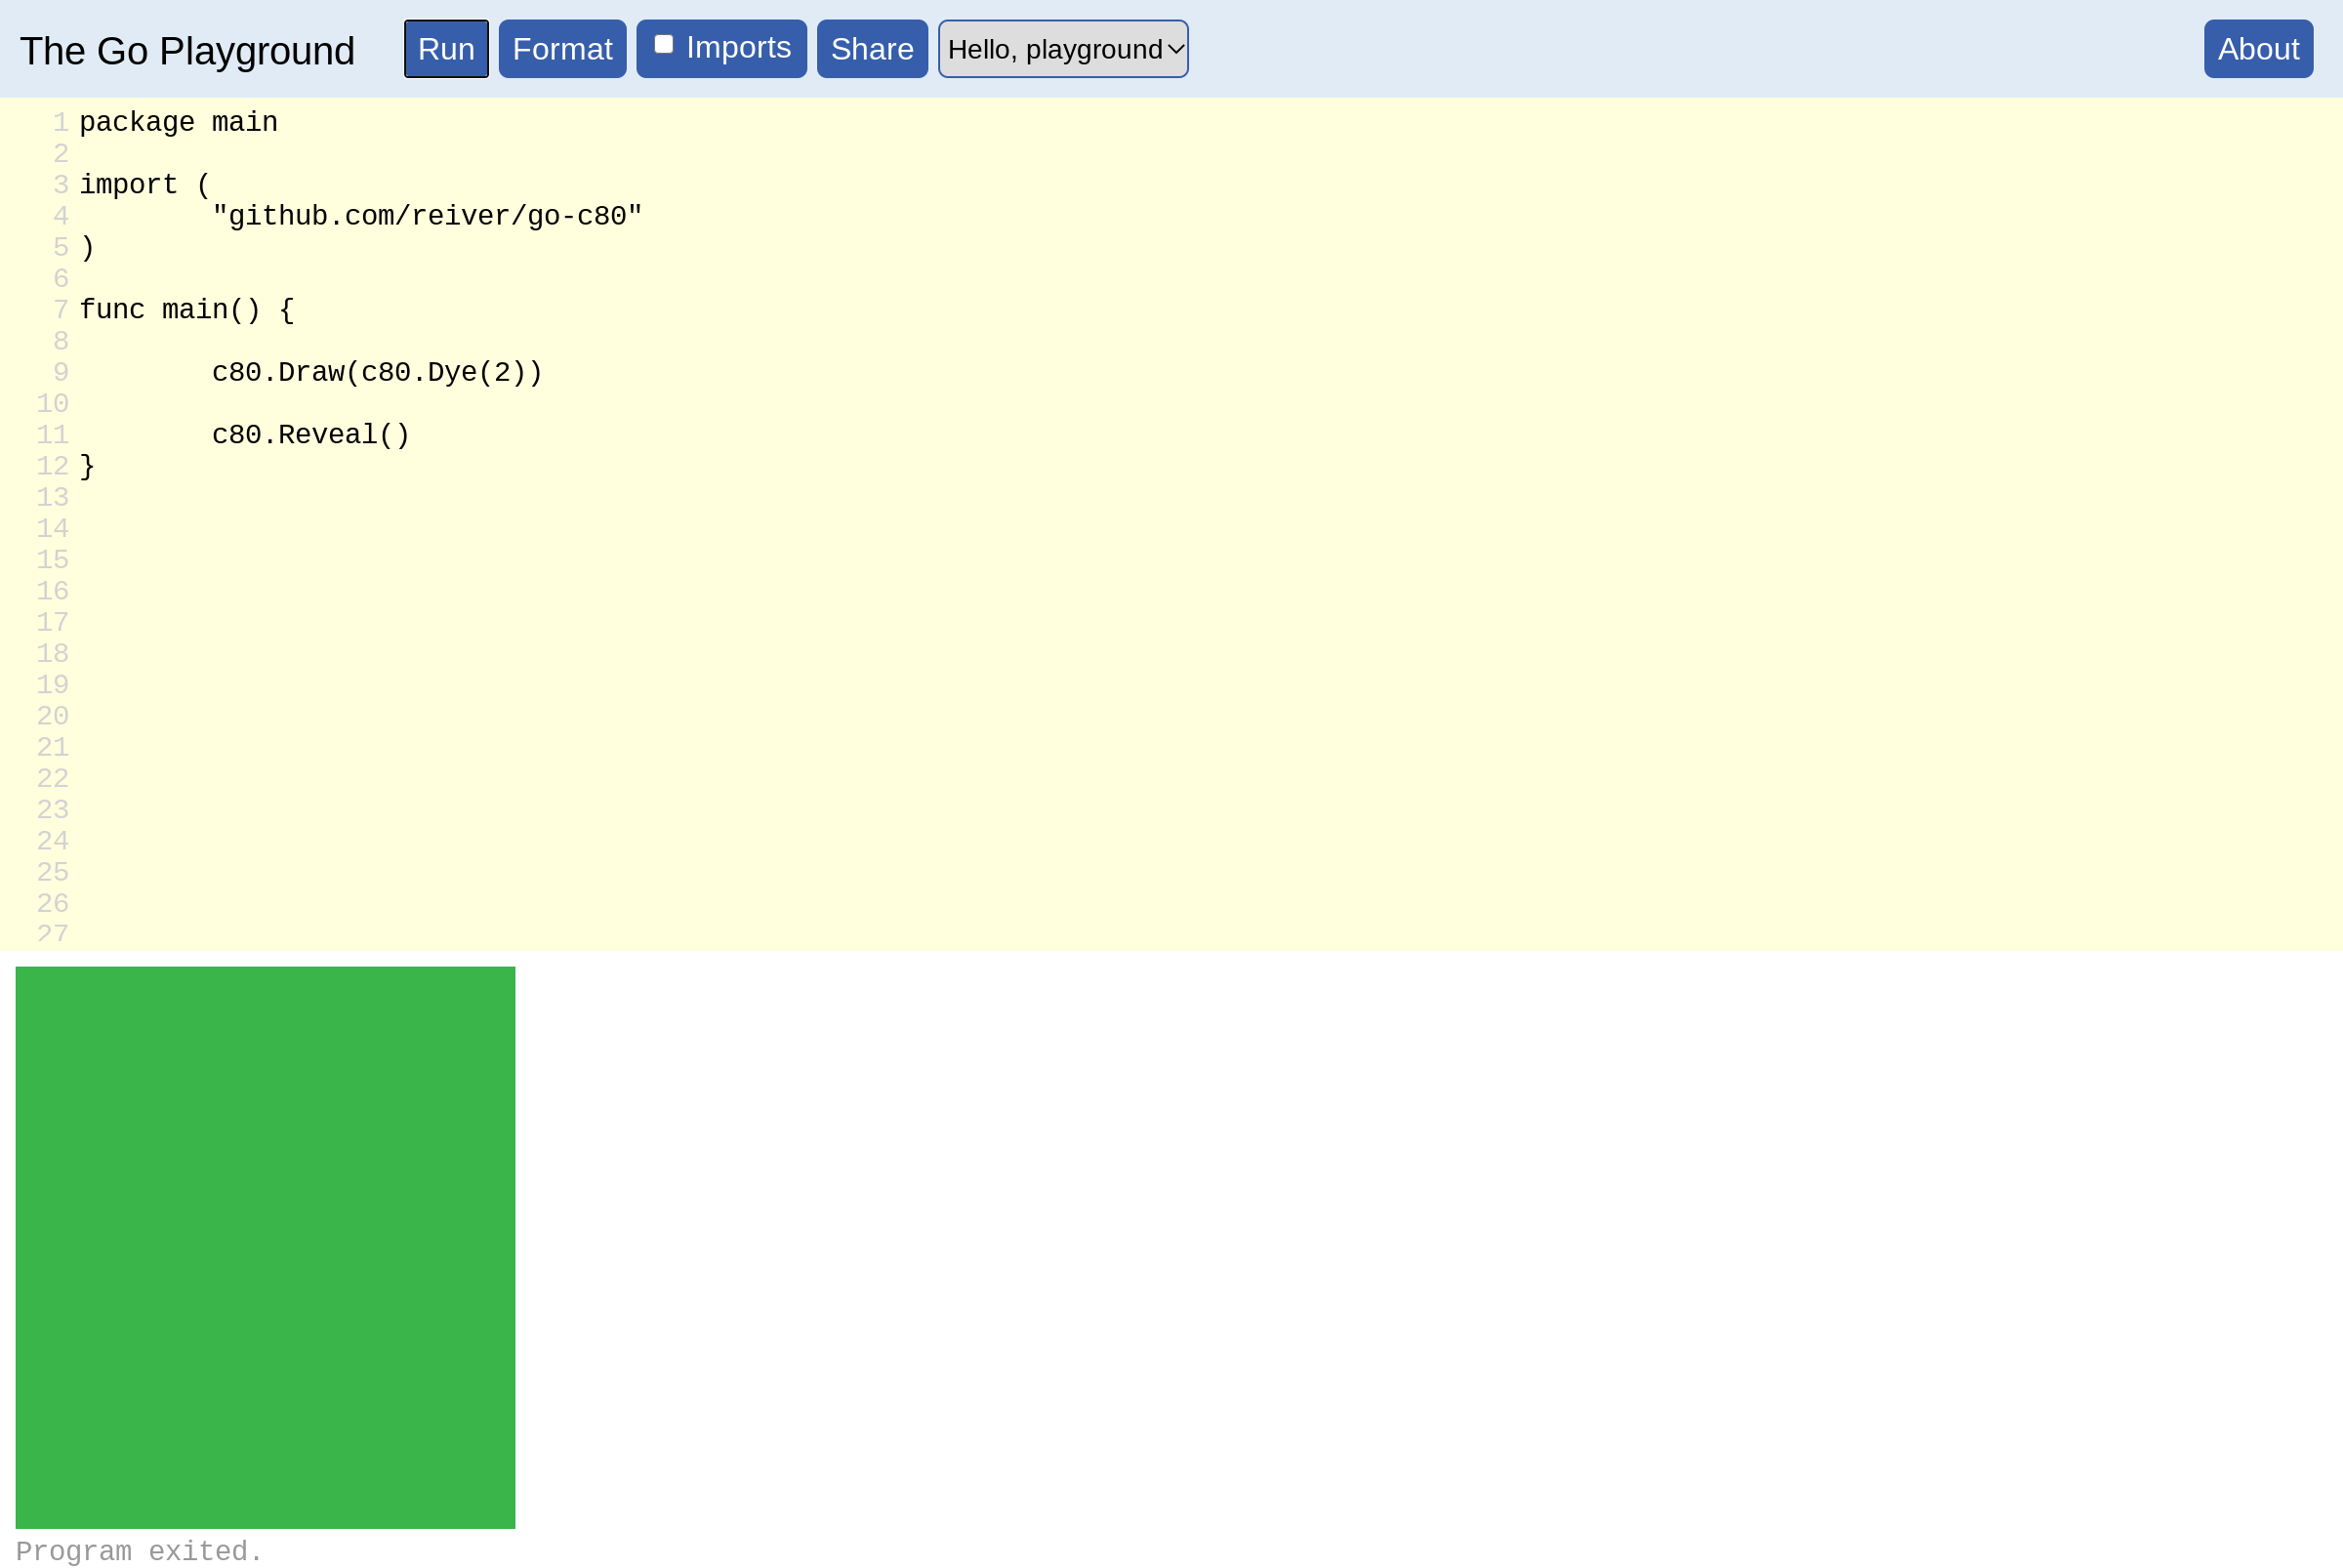 The Go Playground Run Format Imports Share Hello, playground About
1 package main
2
3 import (
4 "github.com/reiver/go-c80"
5 )
6
7 func main() {
8
9 c80.Draw(c80.Dye(2))
10
11 c80.Reveal()
12 }
13
14
15
16
17
18
19
20
21
22
23
24
25
26
27
Program exited.